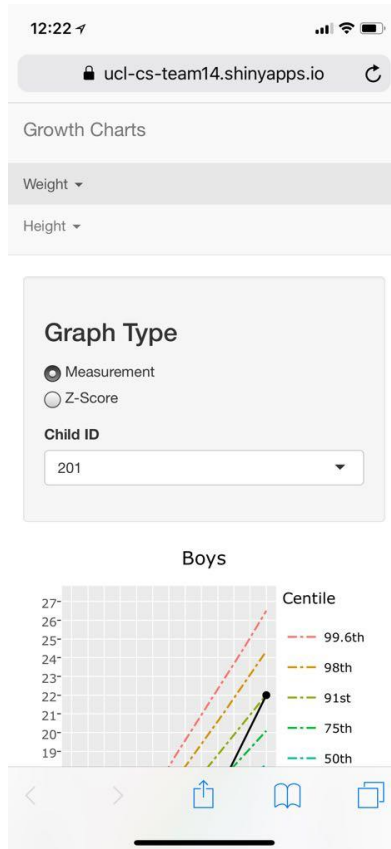 12:22
ucl-cs-team14.shinyapps.io
Growth Charts
Weight
Height
Graph Type
Measurement
Z-Score
Child ID
201
Boys
27
26
25
24
23
22
21
20
19
Centile
99.6th
98th
91st
75th
50th